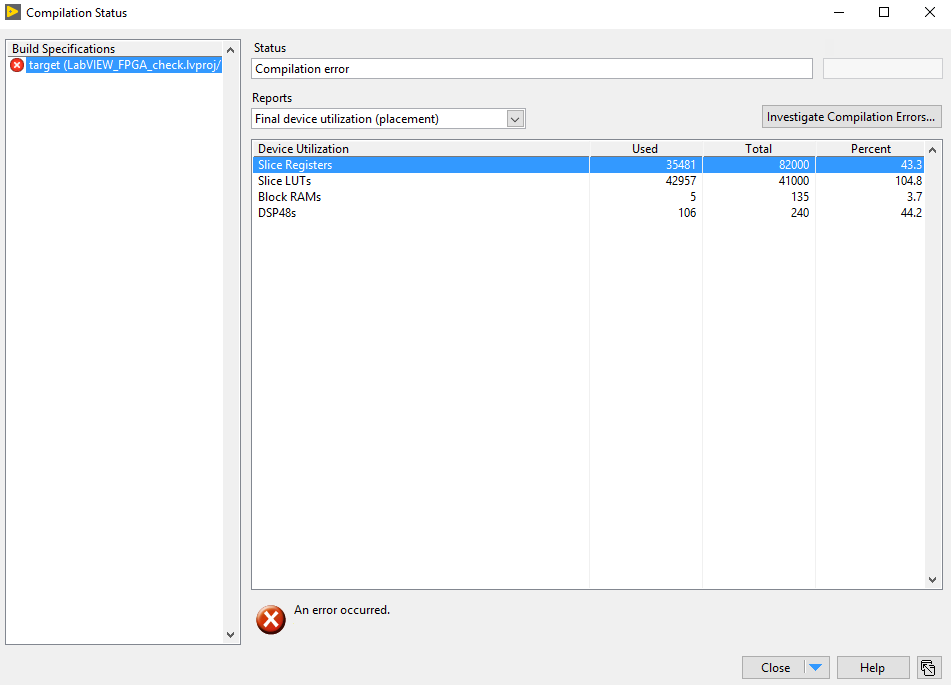 Compilation Status
Build Specifications
target (LabVIEW_FPGA_check.lvproj/
Status
Compilation error
Reports
Final device utilization (placement)
Investigate Compilation Errors...
Device Utilization Used Total Percent
Slice Registers 35481 82000 43.3
Slice LUTs 42957 41000 104.8
Block RAMs 5 135 3.7
DSP48s 106 240 44.2
An error occurred.
Close Help